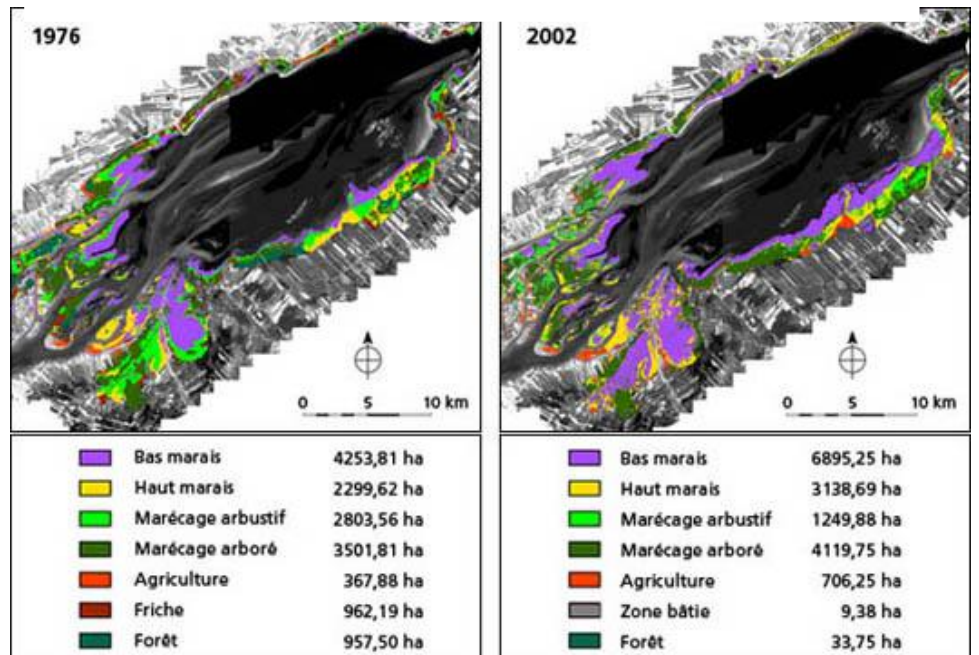 1976
0 5 10 km
Bas marais 4253,81 ha
Haut marais 2299,62 ha
Marécage arbustif 2803,56 ha
Marécage arboré 3501,81 ha
Agriculture 367,88 ha
Friche 962,19 ha
Forêt 957,50 ha
2002
0 5 10 km
Bas marais 6895,25 ha
Haut marais 3138,69 ha
Marécage arbustif 1249,88 ha
Marécage arboré 4119,75 ha
Agriculture 706,25 ha
Zone bâtie 9,38 ha
Forêt 33,75 ha